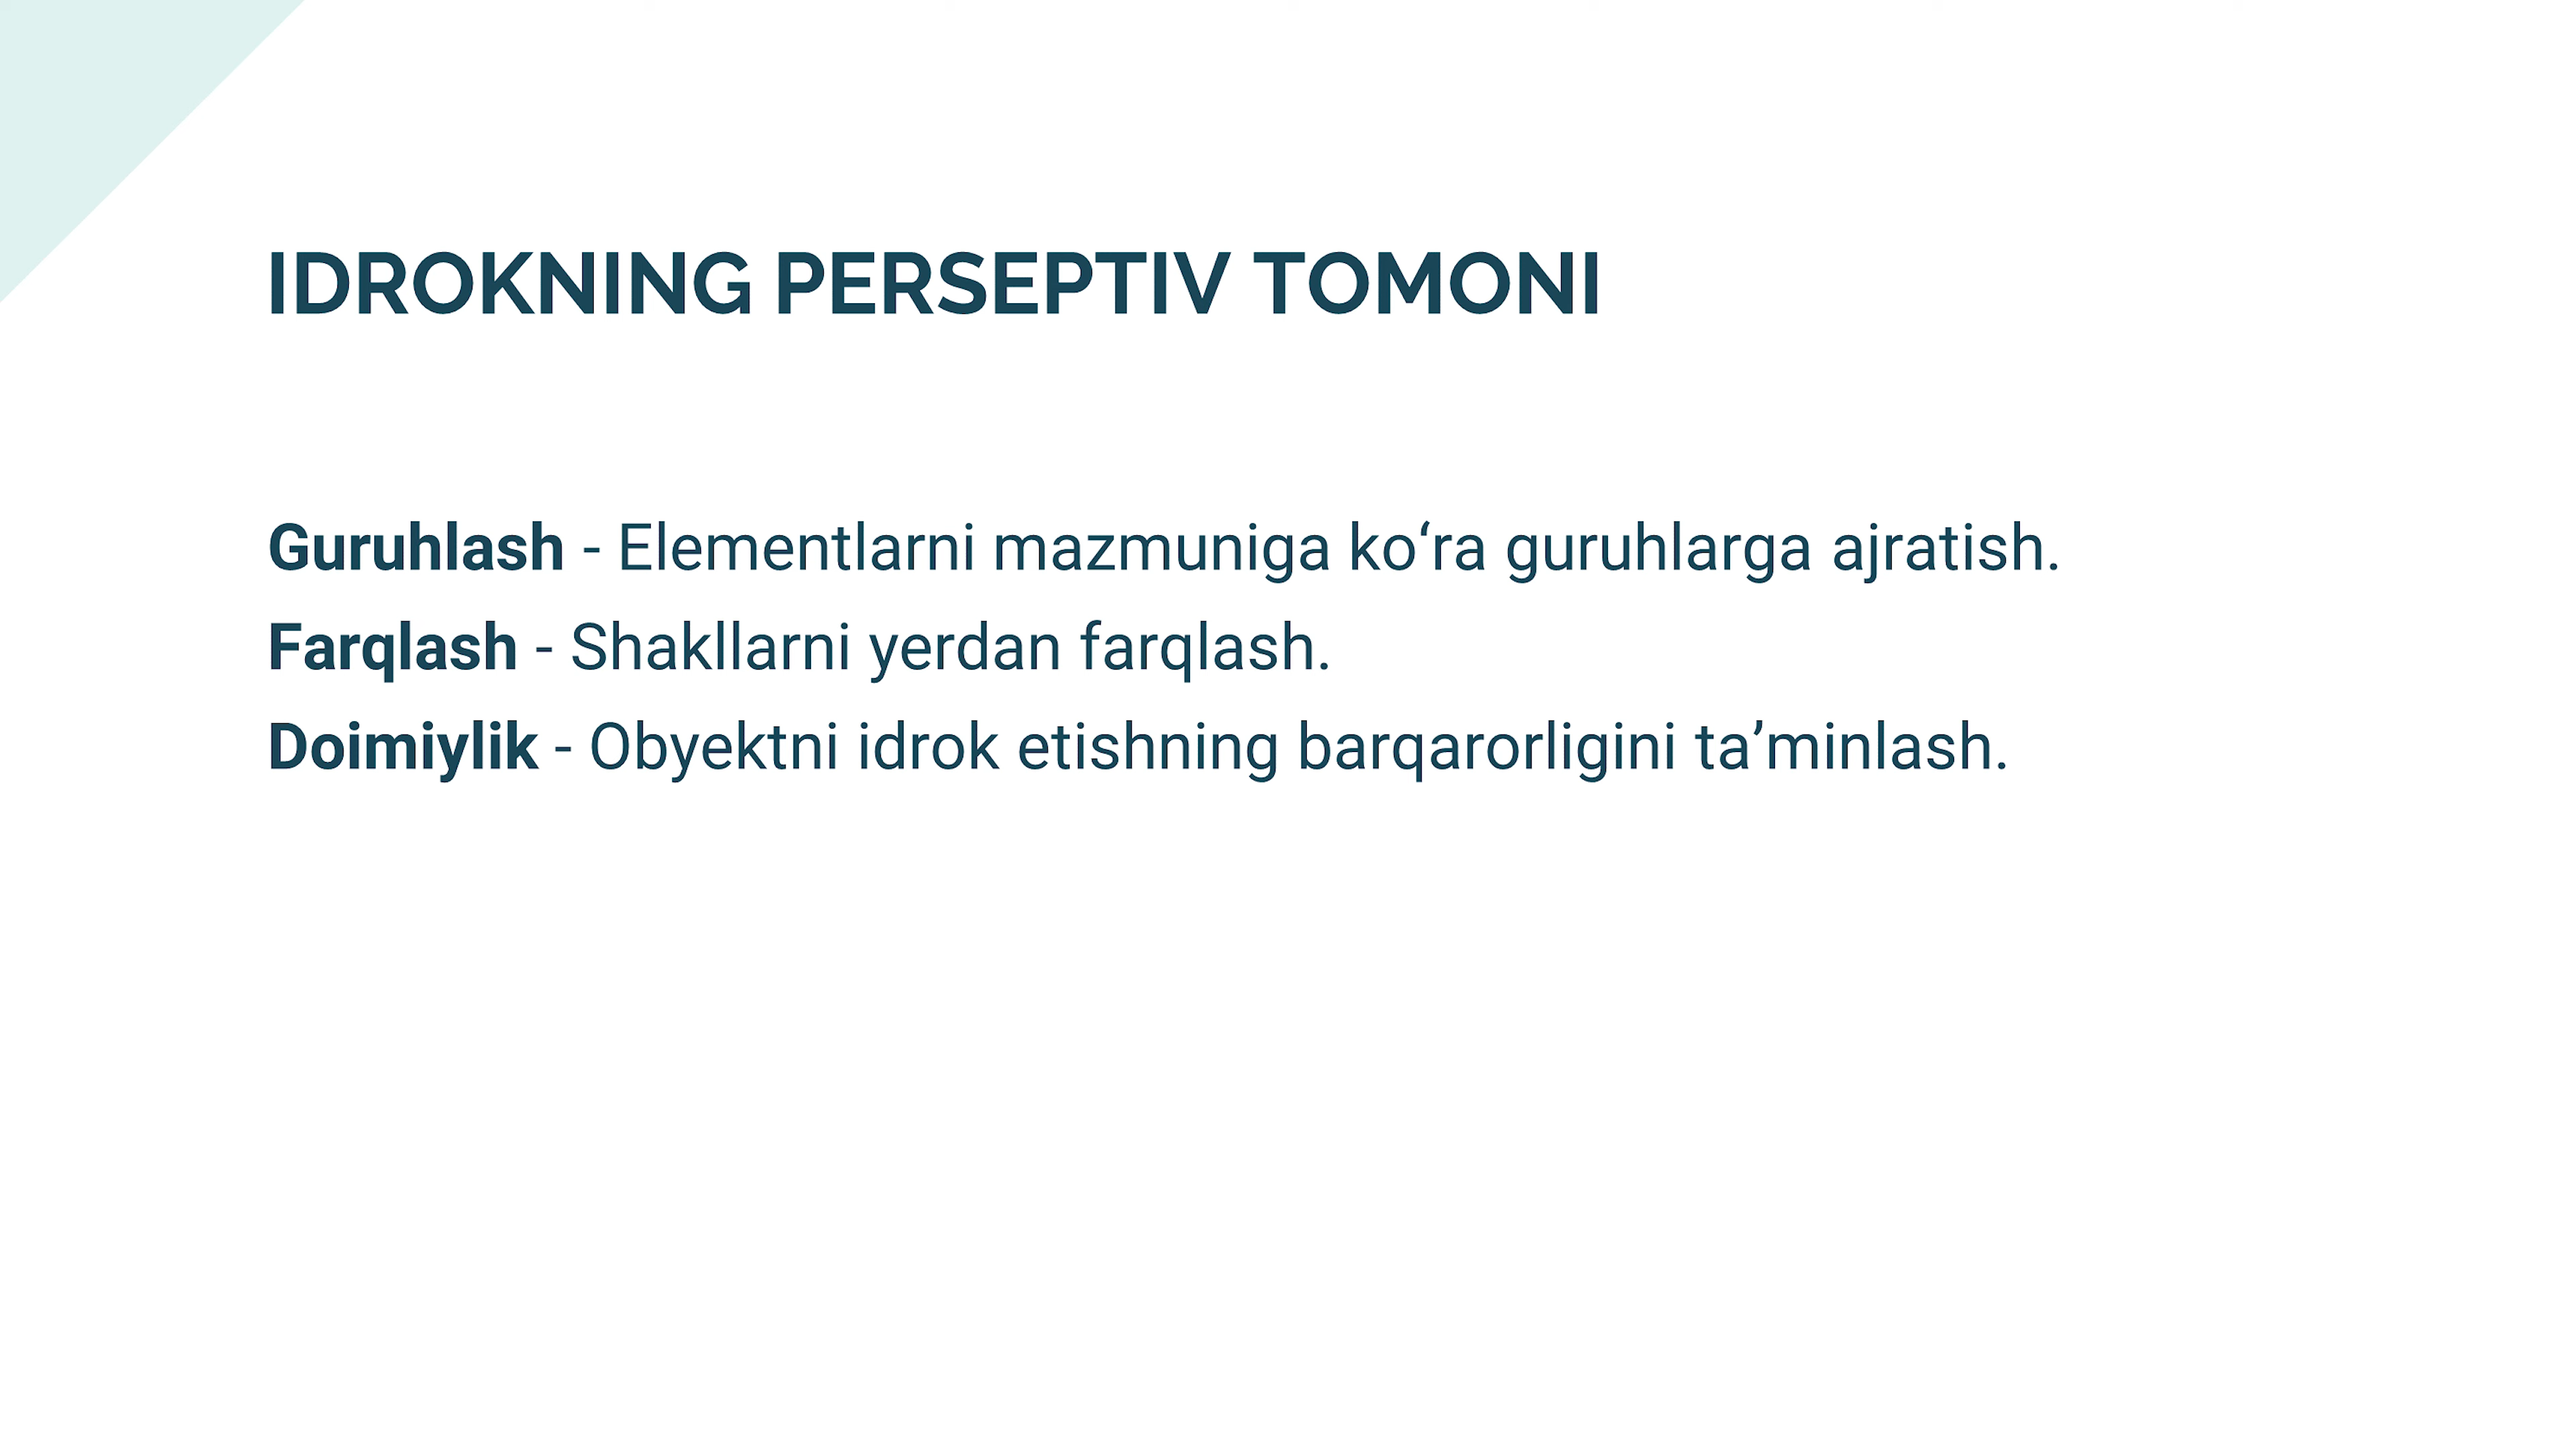 IDROKNING PERSEPTIV TOMONI
Guruhlash - Elementlarni mazmuniga ko‘ra guruhlarga ajratish.
Farqlash - Shakllarni yerdan farqlash.
Doimiylik - Obyektni idrok etishning barqarorligini ta’minlash.